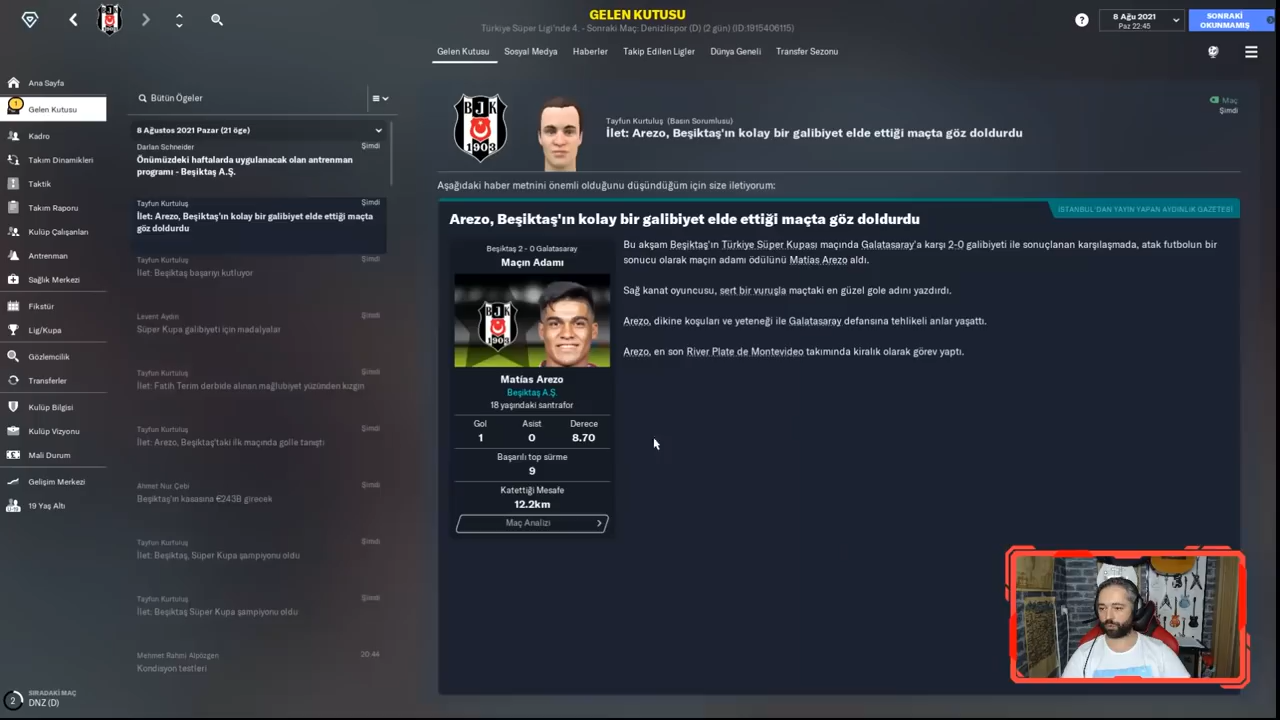 GELEN KUTUSU
Türkiye Süper Ligi'nde 4. - Sonraki Maç: Denizlispor (D) (2 gün) (ID:1915406115)
8 Ağu 2021
Paz 22:45
SONRAKİ
OKUNMAMIŞ
Gelen Kutusu
Sosyal Medya
Haberler
Takip Edilen Ligler
Dünya Geneli
Transfer Sezonu
Ana Sayfa
1
Gelen Kutusu
Kadro
Takım Dinamikleri
Taktik
Takım Raporu
Kulüp Çalışanları
Antrenman
Sağlık Merkezi
Fikstür
Lig/Kupa
Gözlemcilik
Transferler
Kulüp Bilgisi
Kulüp Vizyonu
Mali Durum
Gelişim Merkezi
19 Yaş Altı
2
SIRADAKİ MAÇ
DNZ (D)
Bütün Ögeler
8 Ağustos 2021 Pazar (21 öge)
Darlan Schneider Şimdi
Önümüzdeki haftalarda uygulanacak olan antrenman
programı - Beşiktaş A.Ş.
Tayfun Kurtuluş Şimdi
İlet: Arezo, Beşiktaş'ın kolay bir galibiyet elde ettiği maçta
göz doldurdu
Tayfun Kurtuluş Şimdi
İlet: Beşiktaş başarıyı kutluyor
Levent Aydın Şimdi
Süper Kupa galibiyeti için madalyalar
Tayfun Kurtuluş Şimdi
İlet: Fatih Terim derbide alınan mağlubiyet yüzünden kızgın
Tayfun Kurtuluş Şimdi
İlet: Arezo, Beşiktaş'taki ilk maçında golle tanıştı
Ahmet Nur Çebi Şimdi
Beşiktaş'ın kasasına €243B girecek
Tayfun Kurtuluş Şimdi
İlet: Beşiktaş, Süper Kupa şampiyonu oldu
Tayfun Kurtuluş Şimdi
İlet: Beşiktaş Süper Kupa şampiyonu oldu
Mehmet Rahmi Alpözgen 20:44
Kondisyon testleri
BJK
1903
Tayfun Kurtuluş (Basın Sorumlusu)
İlet: Arezo, Beşiktaş'ın kolay bir galibiyet elde ettiği maçta göz doldurdu
Maç
Şimdi
Aşağıdaki haber metnini önemli olduğunu düşündüğüm için size iletiyorum:
İSTANBUL'DAN YAYIN YAPAN AYDINLIK GAZETESİ
Arezo, Beşiktaş'ın kolay bir galibiyet elde ettiği maçta göz doldurdu
Beşiktaş 2 - 0 Galatasaray
Maçın Adamı
BJK
1903
Matías Arezo
Beşiktaş A.Ş.
18 yaşındaki santrafor
Gol Asist Derece
1 0 8.70
Başarılı top sürme
9
Katettiği Mesafe
12.2km
Maç Analizi
Bu akşam Beşiktaş'ın Türkiye Süper Kupası maçında Galatasaray'a karşı 2-0 galibiyeti ile sonuçlanan karşılaşmada, atak futbolun bir
sonucu olarak maçın adamı ödülünü Matías Arezo aldı.
Sağ kanat oyuncusu, sert bir vuruşla maçtaki en güzel gole adını yazdırdı.
Arezo, dikine koşuları ve yeteneği ile Galatasaray defansına tehlikeli anlar yaşattı.
Arezo, en son River Plate de Montevideo takımında kiralık olarak görev yaptı.